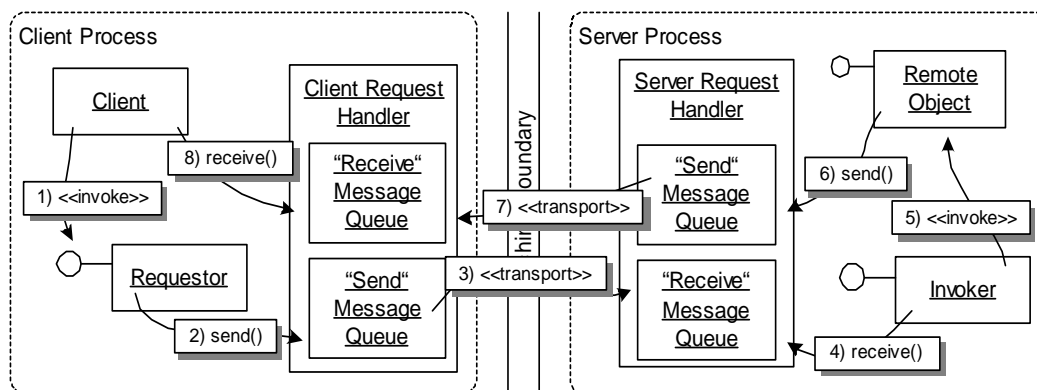 Client Process
Client
Client Request
Handler
8) receive()
"Receive"
Message
Queue
1) <<invoke>>
Requestor
"Send"
Message
Queue
2) send()
7) <<transport>>
3) <<transport>>
Server Process
Server Request
Handler
"Send"
Message
Queue
"Receive"
Message
Queue
Remote
Object
6) send()
5) <<invoke>>
Invoker
4) receive()